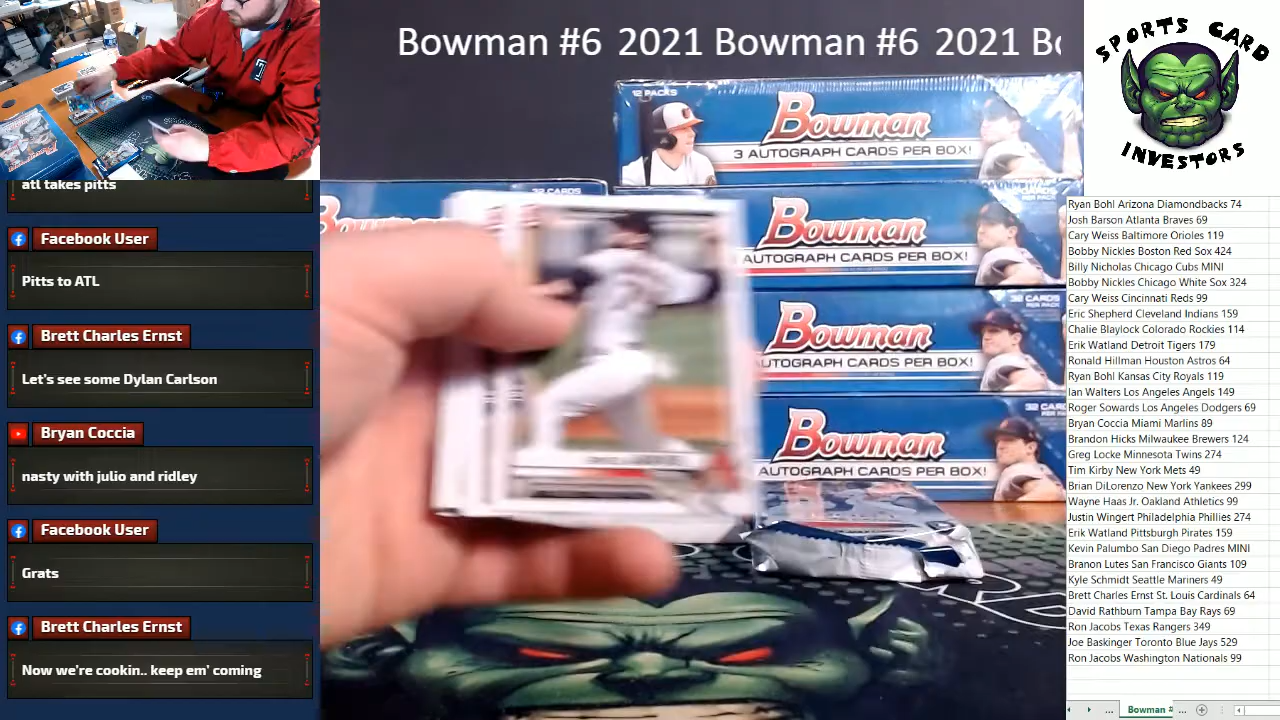 Bowman #6 2021 Bowman #6 2021 Bo
SPORTS CARD
INVESTORS
12 PACKS
Bowman
3 AUTOGRAPH CARDS PER BOX!
32 CARDS
Bowman
AUTOGRAPH CARDS PER BOX!
32 CARDS
PER PACK
Bowman
AUTOGRAPH CARDS PER BOX!
32 CARDS
Bowman
AUTOGRAPH CARDS PER BOX!
atl takes pitts
Facebook User
Pitts to ATL
Brett Charles Ernst
Let's see some Dylan Carlson
Bryan Coccia
nasty with julio and ridley
Facebook User
Grats
Brett Charles Ernst
Now we're cookin.. keep em' coming
Ryan Bohl Arizona Diamondbacks 74
Josh Barson Atlanta Braves 69
Cary Weiss Baltimore Orioles 119
Bobby Nickles Boston Red Sox 424
Billy Nicholas Chicago Cubs MINI
Bobby Nickles Chicago White Sox 324
Cary Weiss Cincinnati Reds 99
Eric Shepherd Cleveland Indians 159
Chalie Blaylock Colorado Rockies 114
Erik Watland Detroit Tigers 179
Ronald Hillman Houston Astros 64
Ryan Bohl Kansas City Royals 119
Ian Walters Los Angeles Angels 149
Roger Sowards Los Angeles Dodgers 69
Bryan Coccia Miami Marlins 89
Brandon Hicks Milwaukee Brewers 124
Greg Locke Minnesota Twins 274
Tim Kirby New York Mets 49
Brian DiLorenzo New York Yankees 299
Wayne Haas Jr. Oakland Athletics 99
Justin Wingert Philadelphia Phillies 274
Erik Watland Pittsburgh Pirates 159
Kevin Palumbo San Diego Padres MINI
Branon Lutes San Francisco Giants 109
Kyle Schmidt Seattle Mariners 49
Brett Charles Ernst St. Louis Cardinals 64
David Rathburn Tampa Bay Rays 69
Ron Jacobs Texas Rangers 349
Joe Baskinger Toronto Blue Jays 529
Ron Jacobs Washington Nationals 99
... Bowman # ...